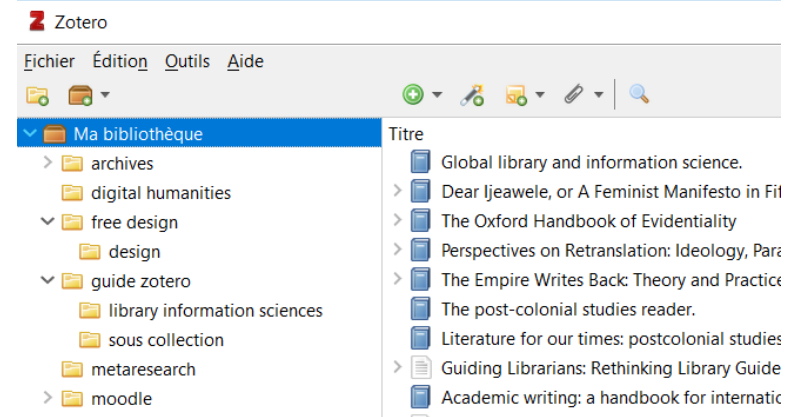 Zotero
Fichier Édition Outils Aide
Ma bibliothèque
archives
digital humanities
free design
design
guide zotero
library information sciences
sous collection
metaresearch
moodle
Titre
Global library and information science.
Dear Ijeawele, or A Feminist Manifesto in Fif
The Oxford Handbook of Evidentiality
Perspectives on Retranslation: Ideology, Para
The Empire Writes Back: Theory and Practice
The post-colonial studies reader.
Literature for our times: postcolonial studies
Guiding Librarians: Rethinking Library Guide
Academic writing: a handbook for internatio